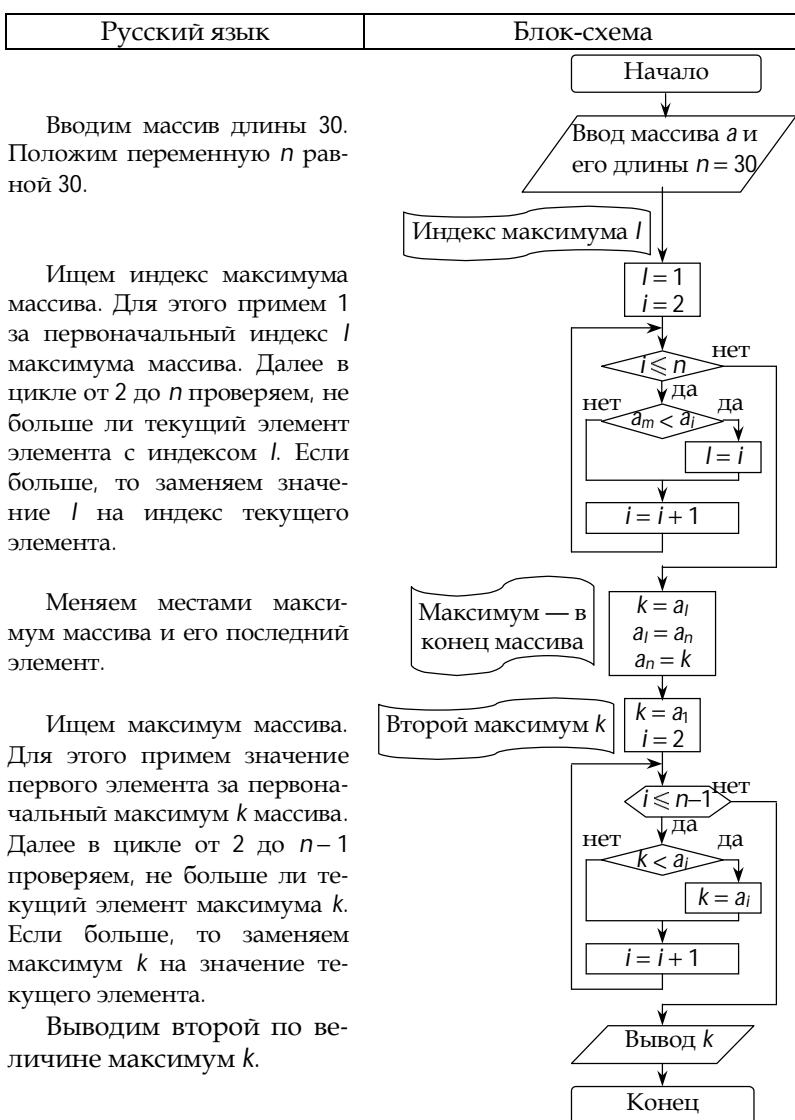 Русский язык
Блок-схема
Вводим массив длины 30.
Положим переменную n рав-
ной 30.
Ищем индекс максимума
массива. Для этого примем 1
за первоначальный индекс l
максимума массива. Далее в
цикле от 2 до n проверяем, не
больше ли текущий элемент
элемента с индексом l. Если
больше, то заменяем значе-
ние l на индекс текущего
элемента.
Меняем местами макси-
мум массива и его последний
элемент.
Ищем максимум массива.
Для этого примем значение
первого элемента за первона-
чальный максимум k массива.
Далее в цикле от 2 до n – 1
проверяем, не больше ли те-
кущий элемент максимума k.
Если больше, то заменяем
максимум k на значение те-
кущего элемента.
Выводим второй по ве-
личине максимум k.
Начало
Ввод массива a и
его длины n = 30
Индекс максимума l
l = 1
i = 2
i ⩽ n
нет
да
нет
a_m < a_i
да
l = i
i = i + 1
Максимум — в
конец массива
k = a_l
a_l = a_n
a_n = k
Второй максимум k
k = a_1
i = 2
i ⩽ n–1
нет
да
нет
k < a_i
да
k = a_i
i = i + 1
Вывод k
Конец